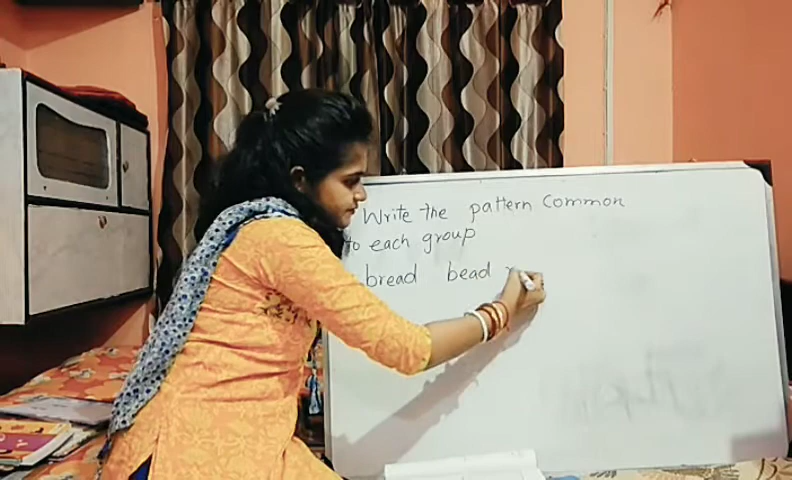 Write the pattern Common
to each group
bread bead